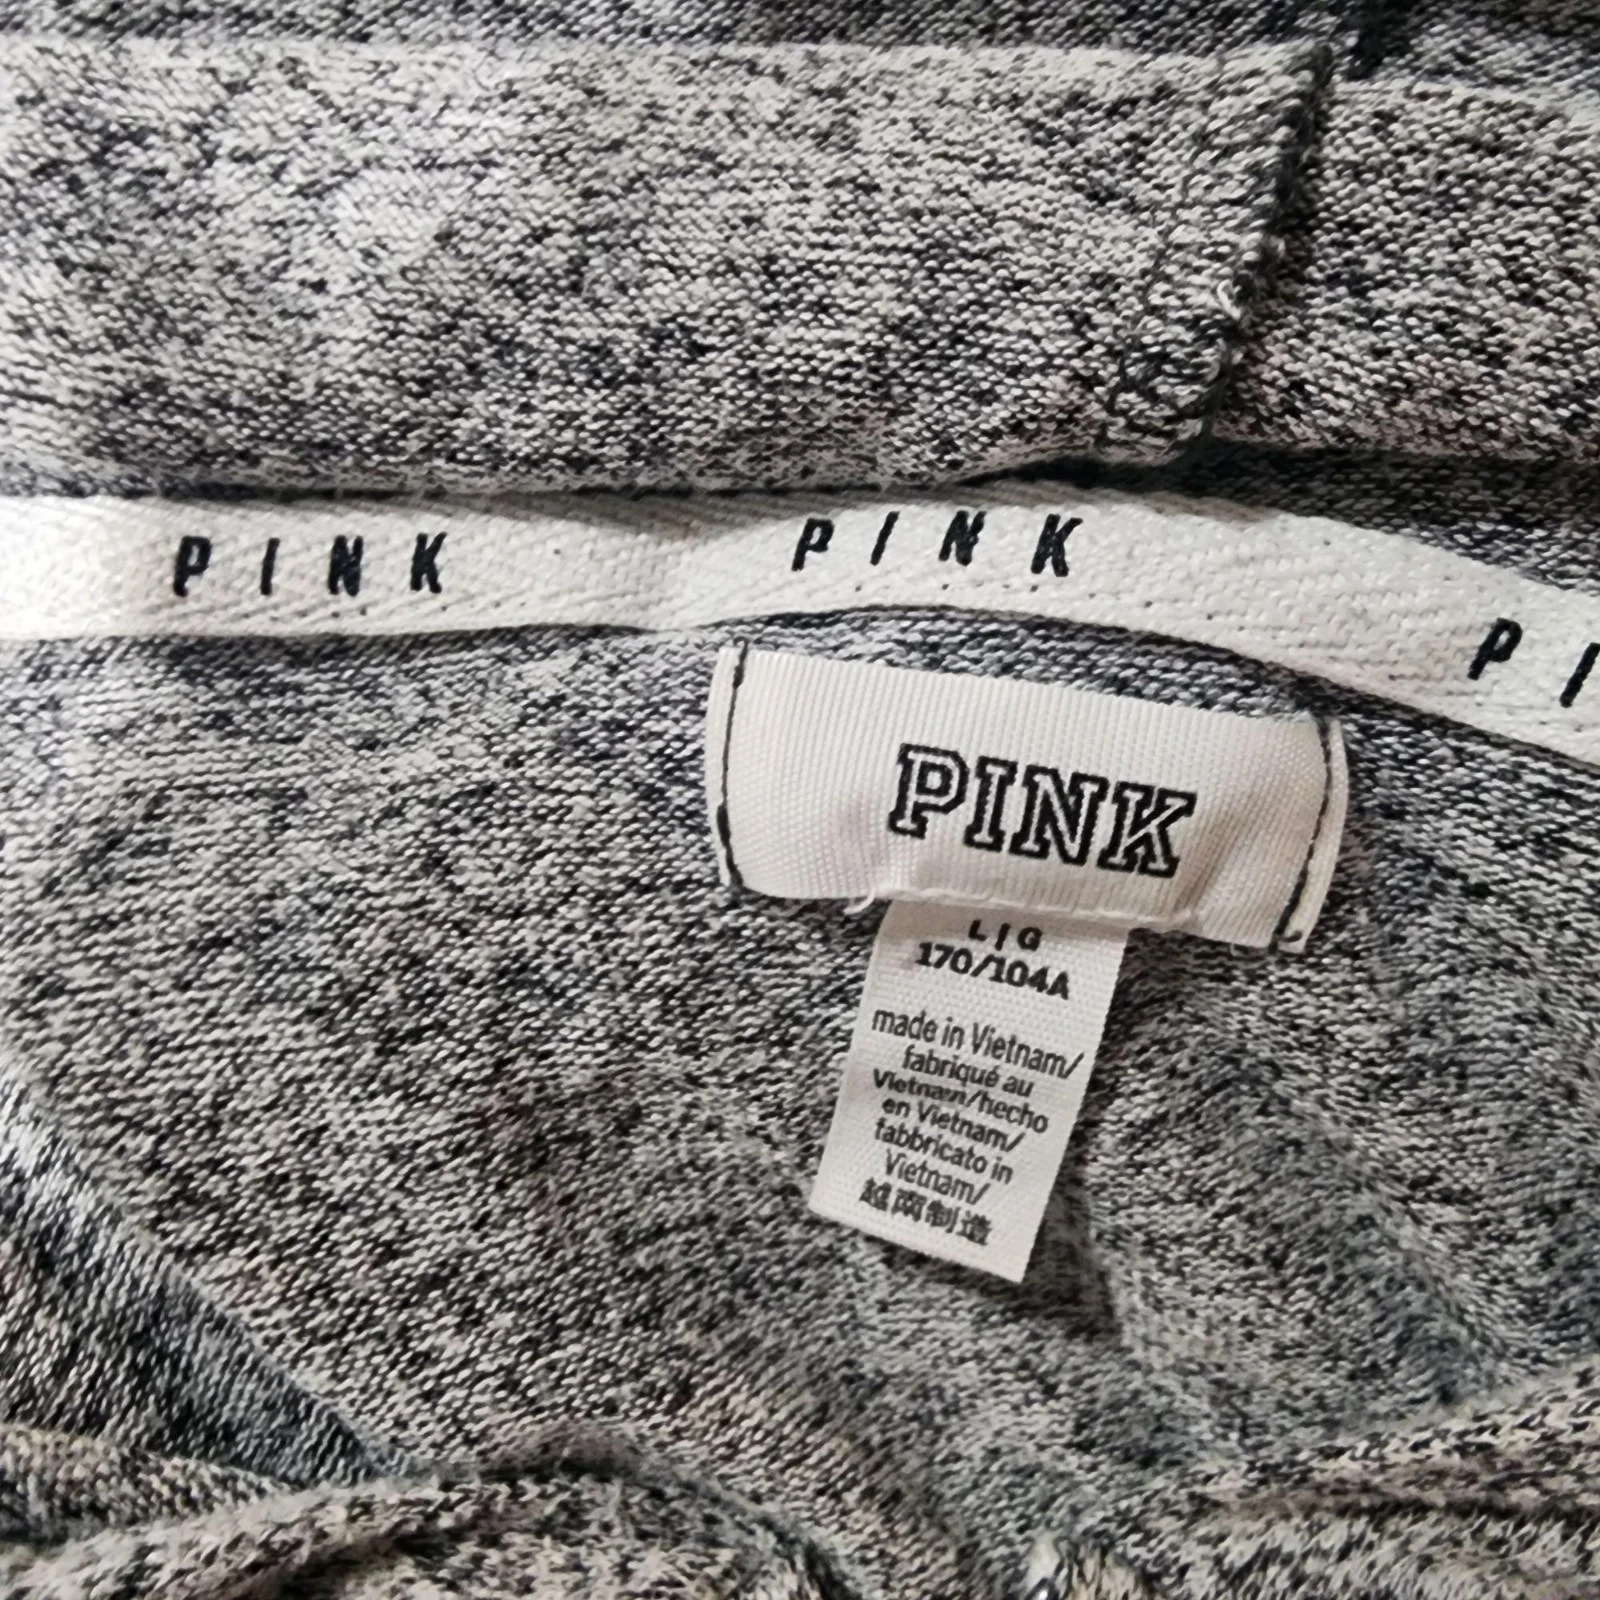 PINK PINK PI
PINK
L / G
170/104A
made in Vietnam/
fabriqué au
Vietnam/hecho
en Vietnam/
fabbricato in
Vietnam/
越南制造